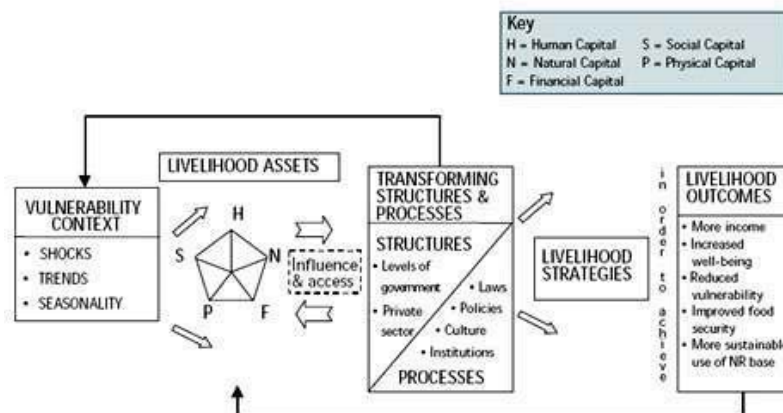 Key
H = Human Capital S = Social Capital
N = Natural Capital P = Physical Capital
F = Financial Capital
LIVELIHOOD ASSETS
VULNERABILITY
CONTEXT
• SHOCKS
• TRENDS
• SEASONALITY
H
S
N
P
F
Influence
& access
TRANSFORMING
STRUCTURES &
PROCESSES
STRUCTURES
• Levels of
government
• Private
sector
• Laws
• Policies
• Culture
• Institutions
PROCESSES
LIVELIHOOD
STRATEGIES
in order to achieve
LIVELIHOOD
OUTCOMES
• More income
• Increased
well-being
• Reduced
vulnerability
• Improved food
security
• More sustainable
use of NR base